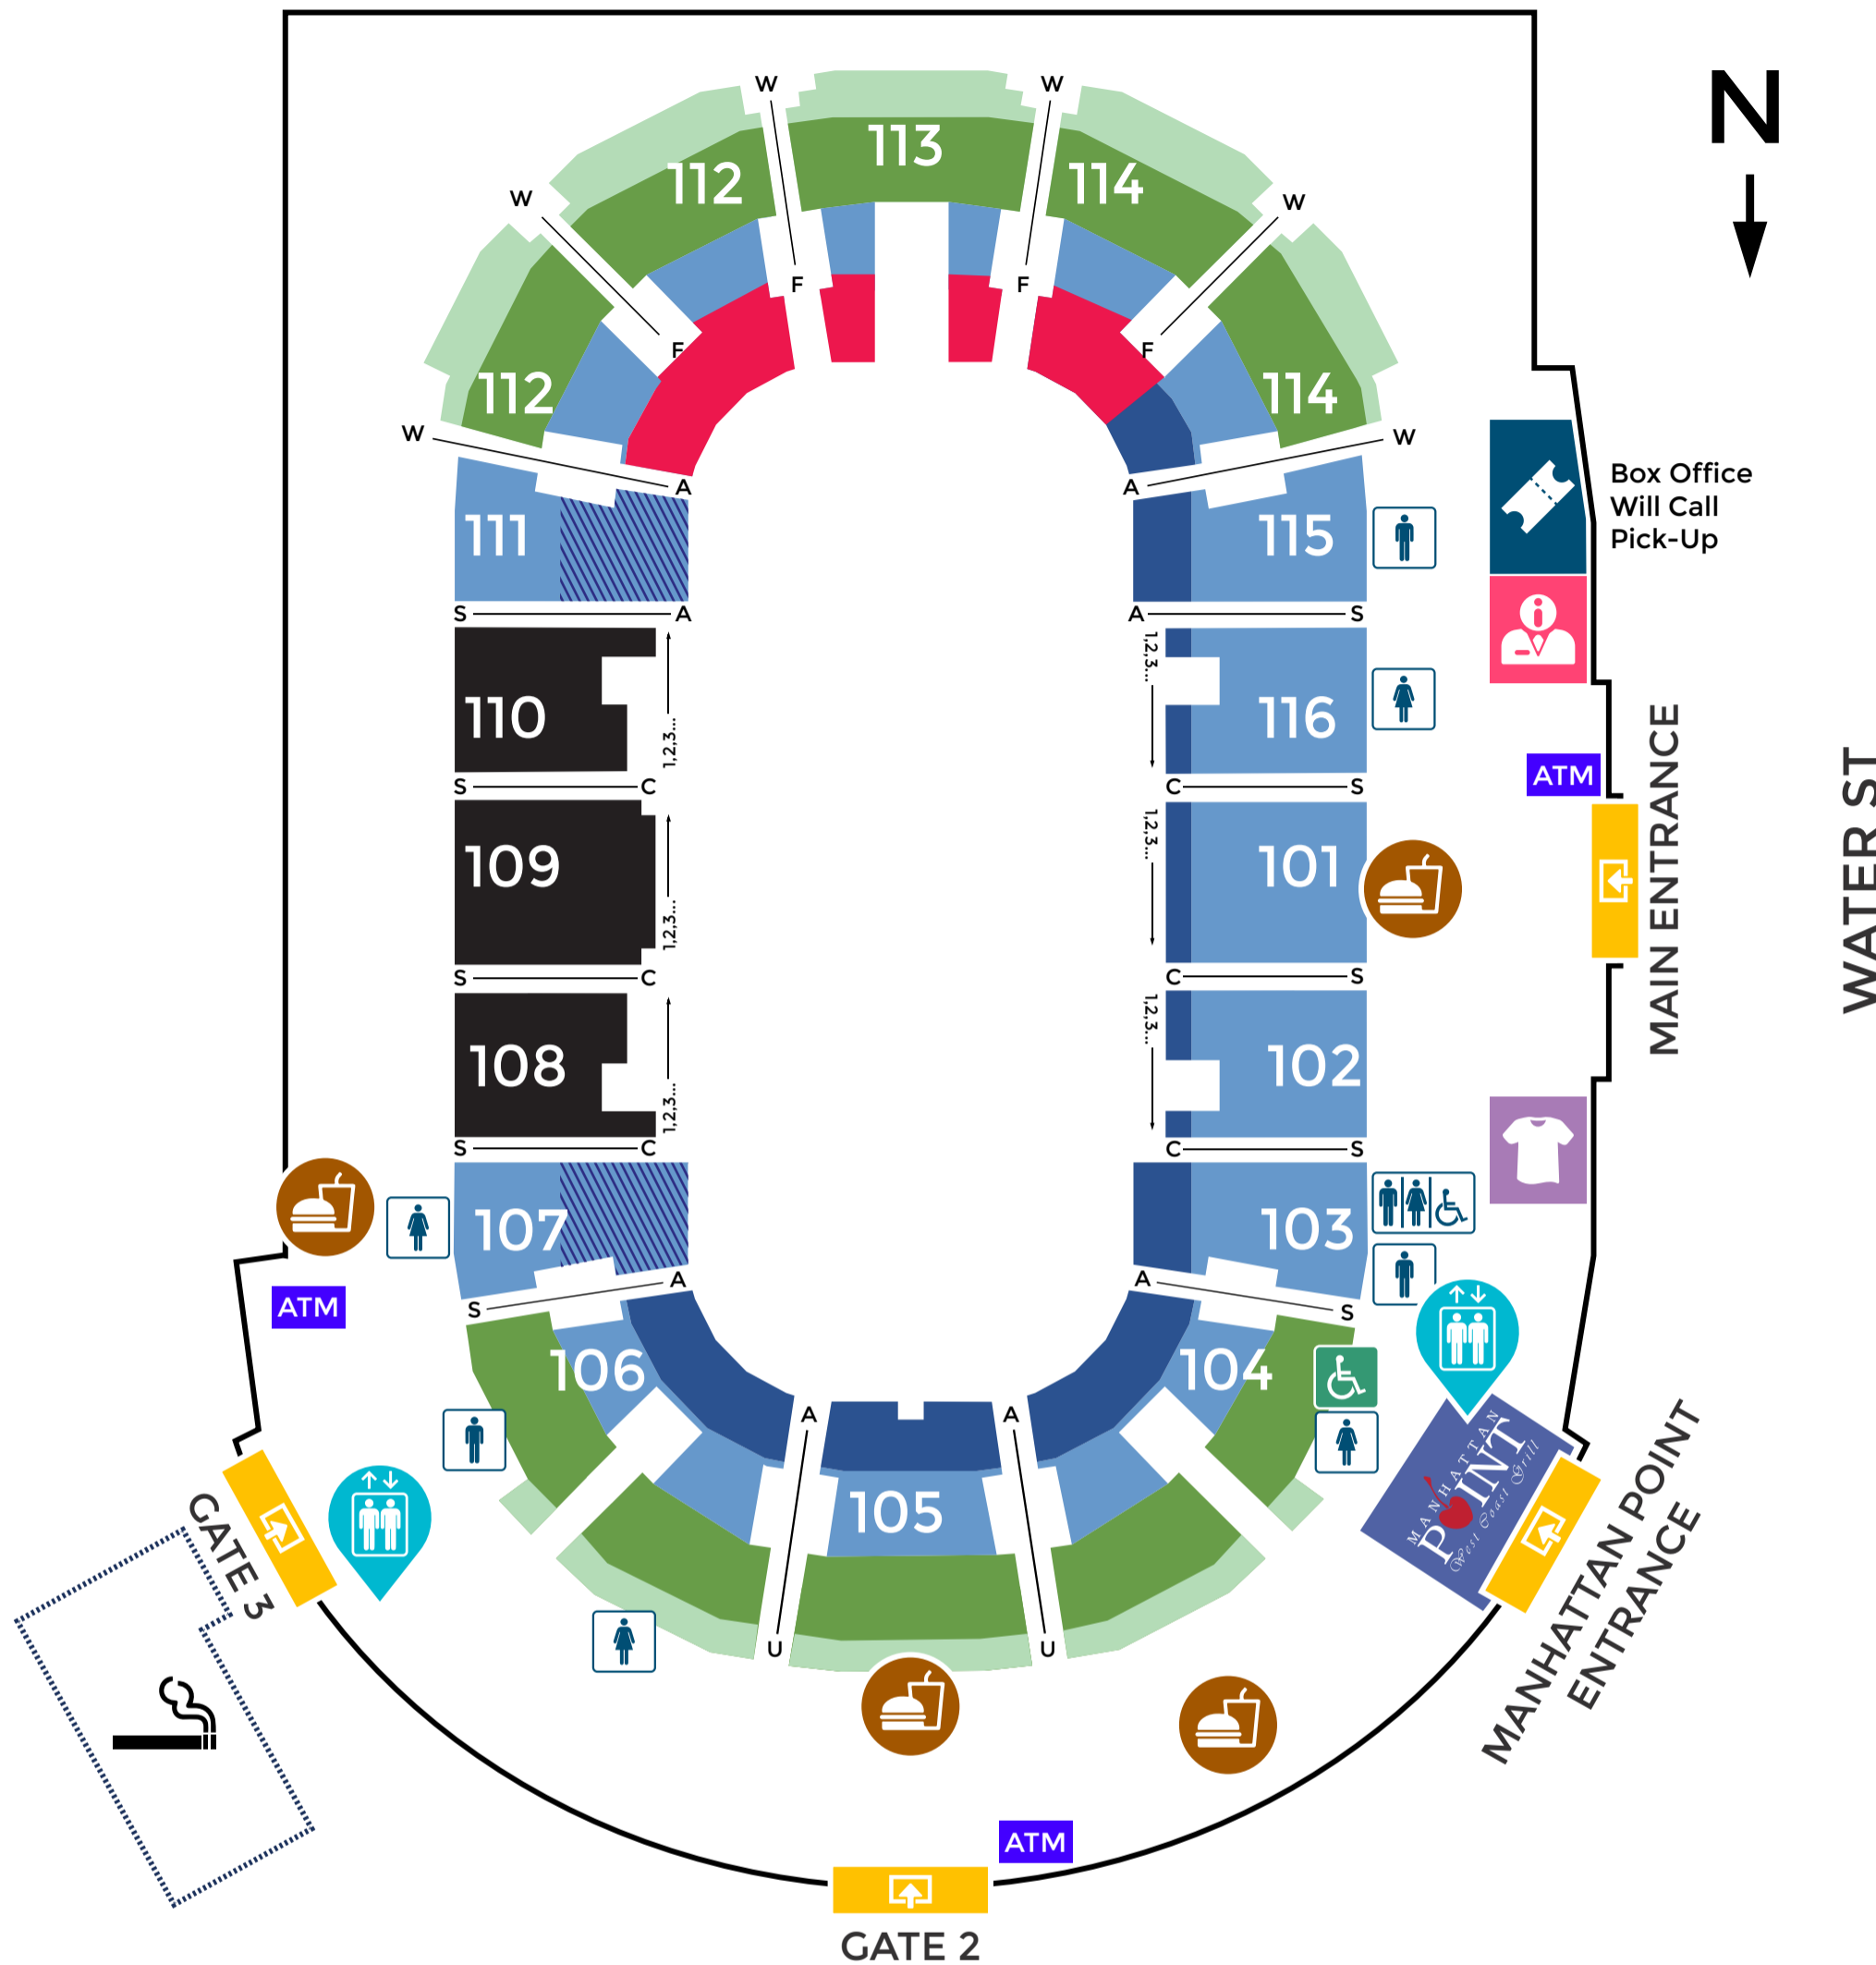 N
W
W
113
112
114
W
W
F
F
F
F
112
114
W
W
A
A
Box Office
Will Call
Pick-Up
111
115
S
A
A
S
1,2,3...
110
116
1,2,3...
S
C
C
S
ATM
MAIN ENTRANCE
WATER ST
1,2,3...
109
101
1,2,3...
S
C
C
S
1,2,3...
108
102
1,2,3...
S
C
C
S
107
103
A
A
S
S
ATM
106
104
A
A
105
MANHATTAN
POINT
West Coast Grill
GATE 3
MANHATTAN POINT
ENTRANCE
U
U
ATM
GATE 2